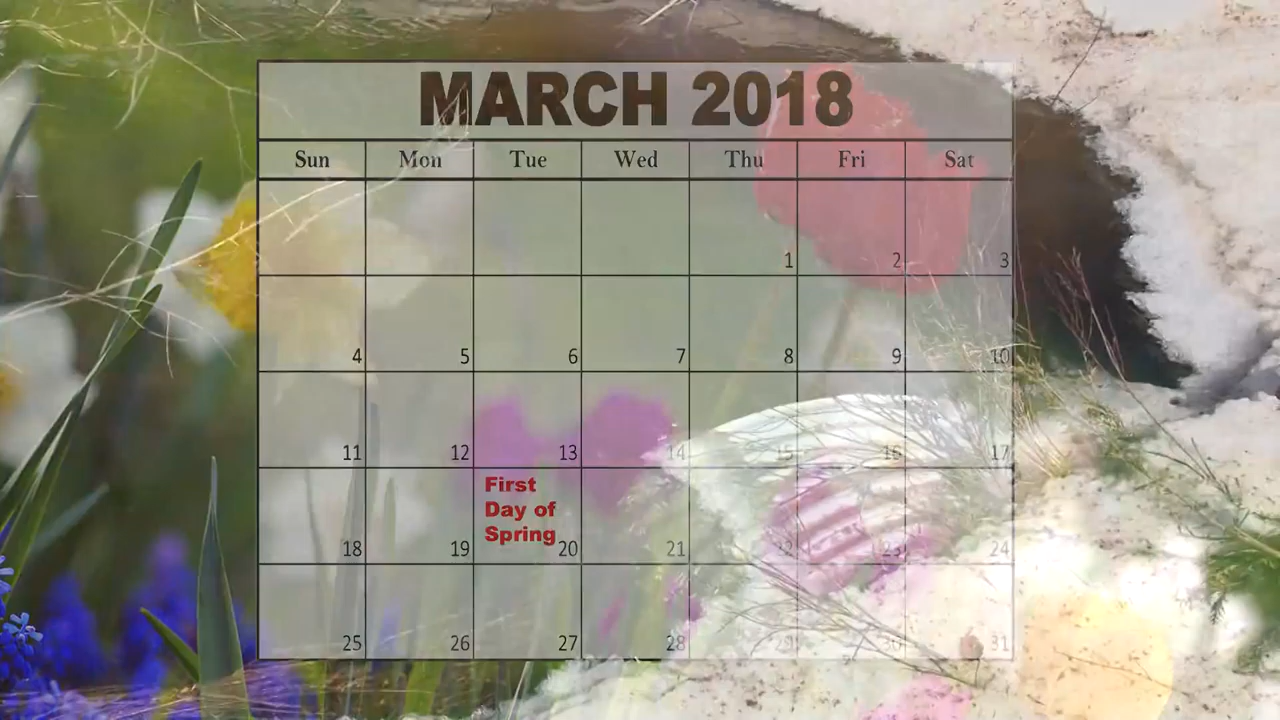 MARCH 2018
Sun Mon Tue Wed Thu Fri Sat
1 2 3
4 5 6 7 8 9 10
11 12 13 14 15 16 17
First
Day of
Spring
18 19 20 21 22 23 24
25 26 27 28 29 30 31